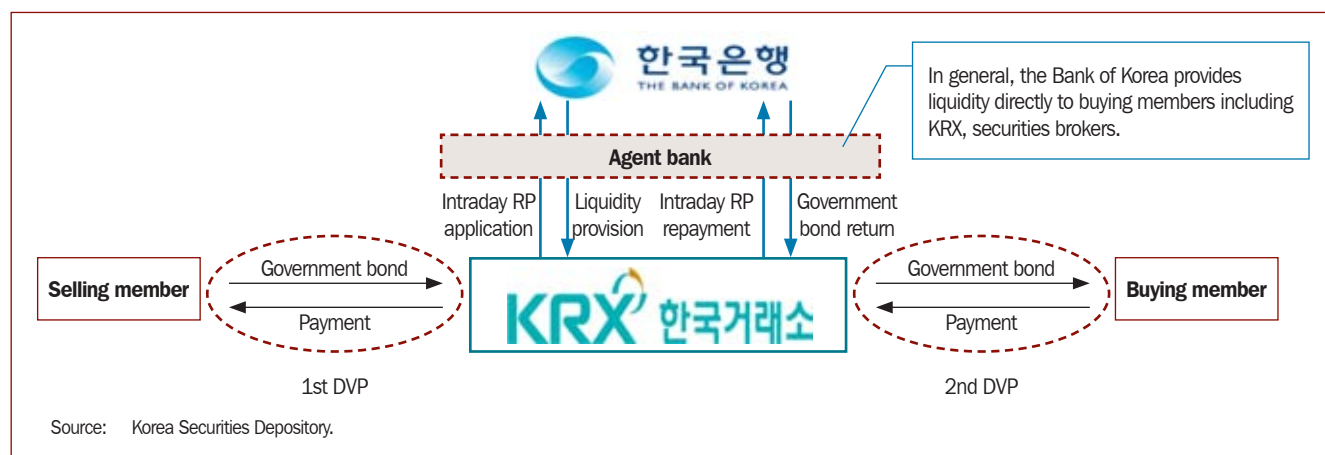 한국은행
THE BANK OF KOREA
In general, the Bank of Korea provides
liquidity directly to buying members including
KRX, securities brokers.
Agent bank
Intraday RP
application
Liquidity
provision
Intraday RP
repayment
Government
bond return
Selling member
Government bond
Payment
KRX 한국거래소
Government bond
Payment
Buying member
1st DVP
2nd DVP
Source: Korea Securities Depository.